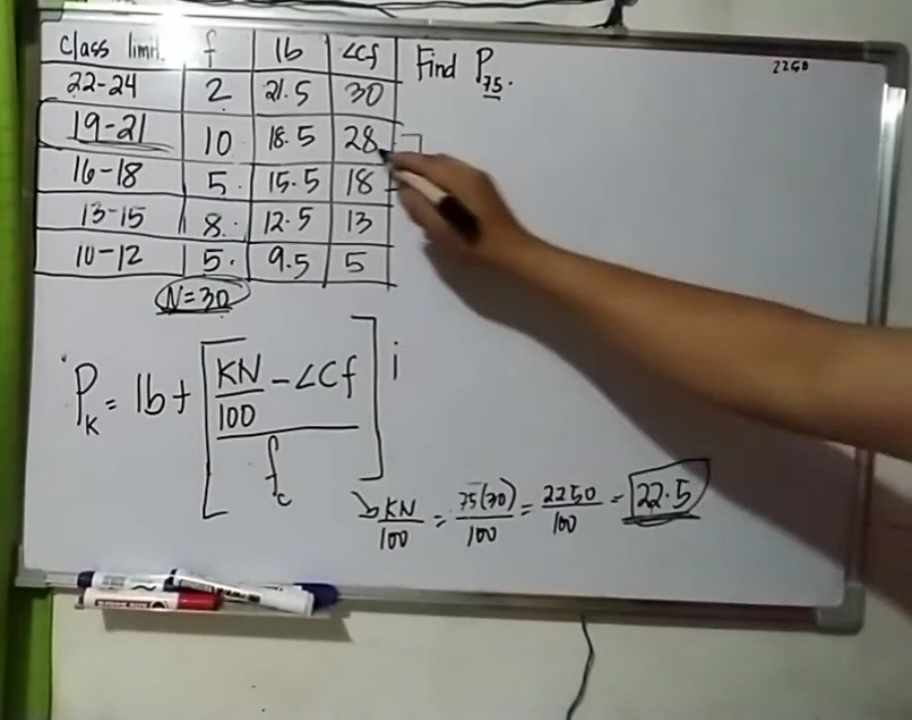 Class limit f lb <cf
22-24 2 21.5 30
19-21 10 18.5 28
16-18 5 15.5 18
13-15 8 12.5 13
10-12 5 9.5 5
N=30
Find P₇₅.
2250
P_K = lb + [(KN/100 - <Cf)/f_c] i
KN/100 = 75(30)/100 = 2250/100 = 22.5